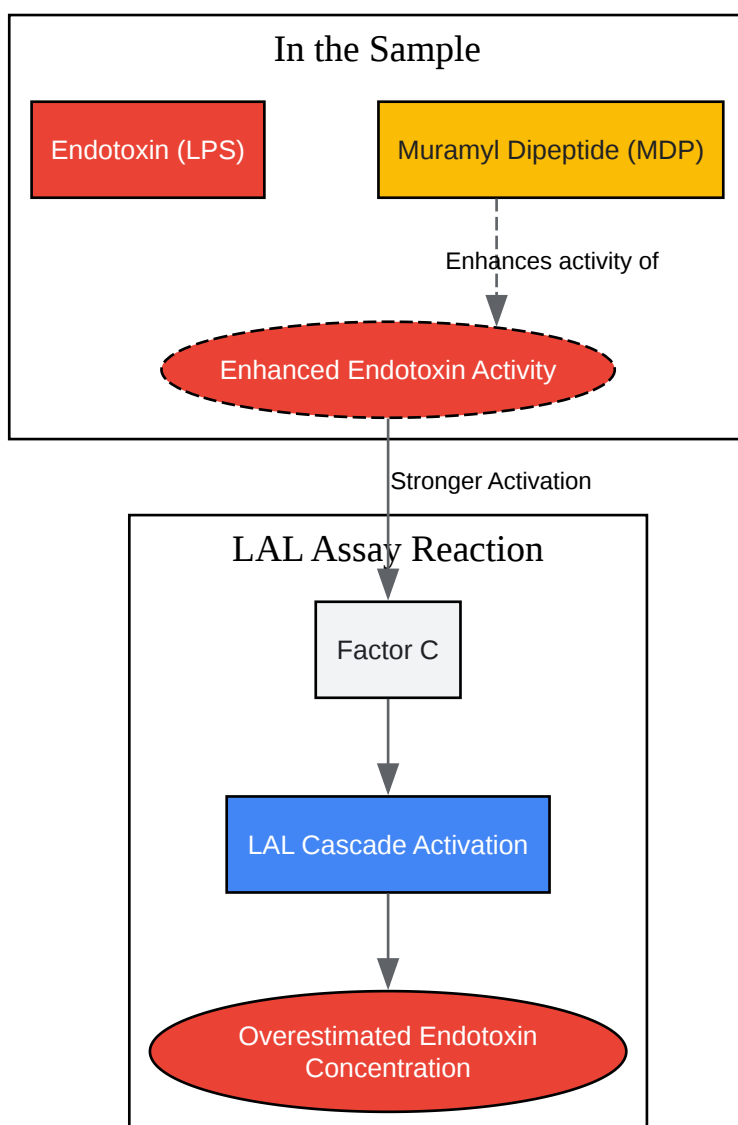 In the Sample
Endotoxin (LPS)
Muramyl Dipeptide (MDP)
Enhances activity of
Enhanced Endotoxin Activity
Stronger Activation
LAL Assay Reaction
Factor C
LAL Cascade Activation
Overestimated Endotoxin
Concentration